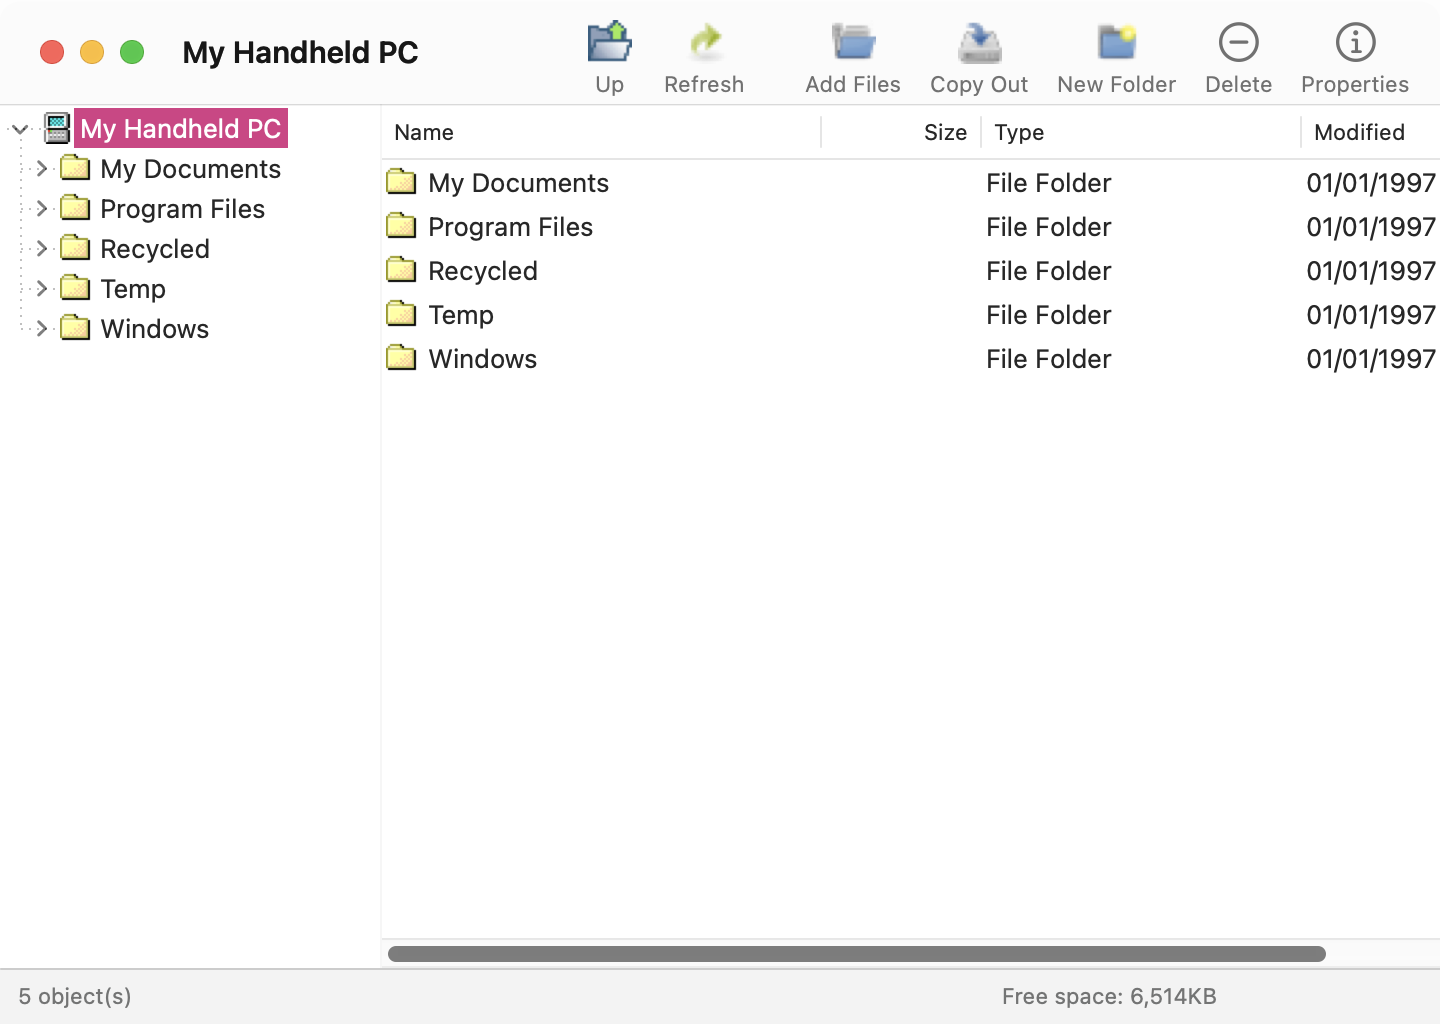 My Handheld PC
Up Refresh Add Files Copy Out New Folder Delete Properties
My Handheld PC
My Documents
Program Files
Recycled
Temp
Windows
Name Size Type Modified
My Documents File Folder 01/01/1997
Program Files File Folder 01/01/1997
Recycled File Folder 01/01/1997
Temp File Folder 01/01/1997
Windows File Folder 01/01/1997
5 object(s) Free space: 6,514KB